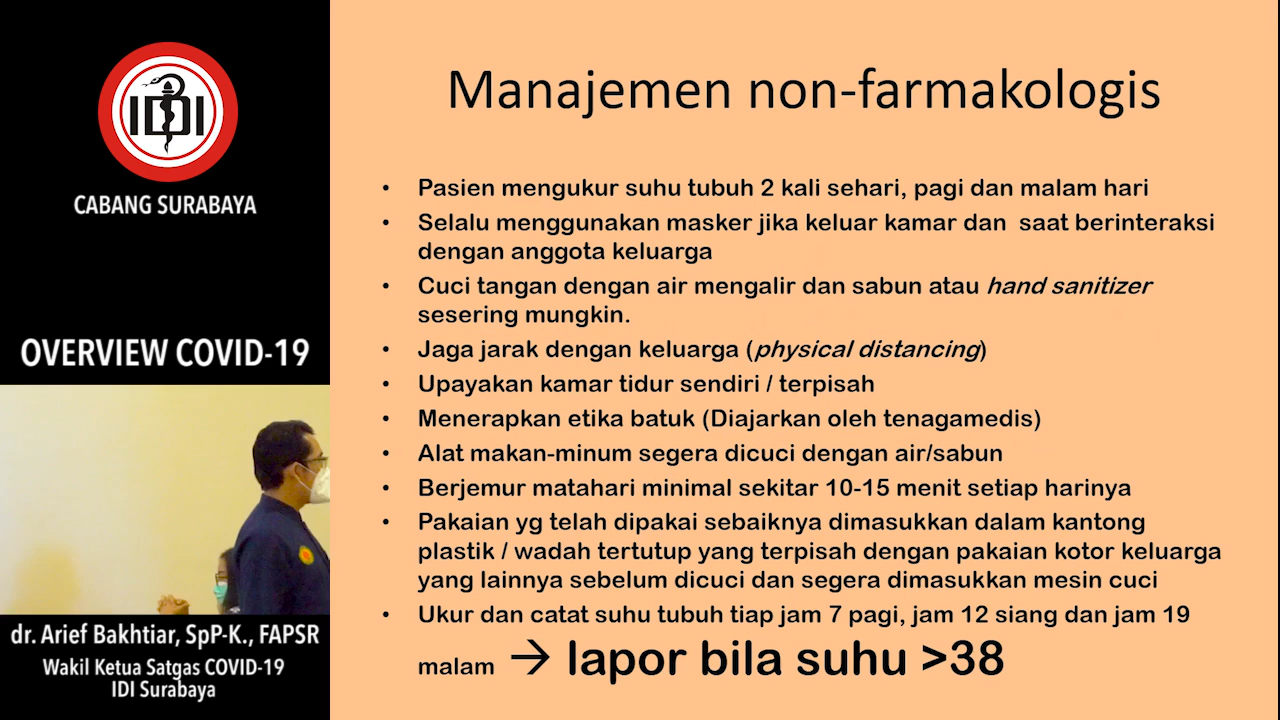 IDI
CABANG SURABAYA
OVERVIEW COVID-19
dr. Arief Bakhtiar, SpP-K., FAPSR
Wakil Ketua Satgas COVID-19
IDI Surabaya
Manajemen non-farmakologis
• Pasien mengukur suhu tubuh 2 kali sehari, pagi dan malam hari
• Selalu menggunakan masker jika keluar kamar dan  saat berinteraksi
dengan anggota keluarga
• Cuci tangan dengan air mengalir dan sabun atau hand sanitizer
sesering mungkin.
• Jaga jarak dengan keluarga (physical distancing)
• Upayakan kamar tidur sendiri / terpisah
• Menerapkan etika batuk (Diajarkan oleh tenagamedis)
• Alat makan-minum segera dicuci dengan air/sabun
• Berjemur matahari minimal sekitar 10-15 menit setiap harinya
• Pakaian yg telah dipakai sebaiknya dimasukkan dalam kantong
plastik / wadah tertutup yang terpisah dengan pakaian kotor keluarga
yang lainnya sebelum dicuci dan segera dimasukkan mesin cuci
• Ukur dan catat suhu tubuh tiap jam 7 pagi, jam 12 siang dan jam 19
malam → lapor bila suhu >38